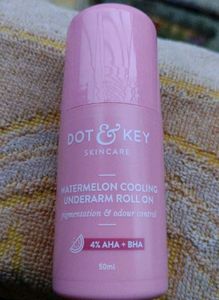 DOT & KEY
SKINCARE
WATERMELON COOLING
UNDERARM ROLL ON
pigmentation & odour control
4% AHA + BHA
50ml